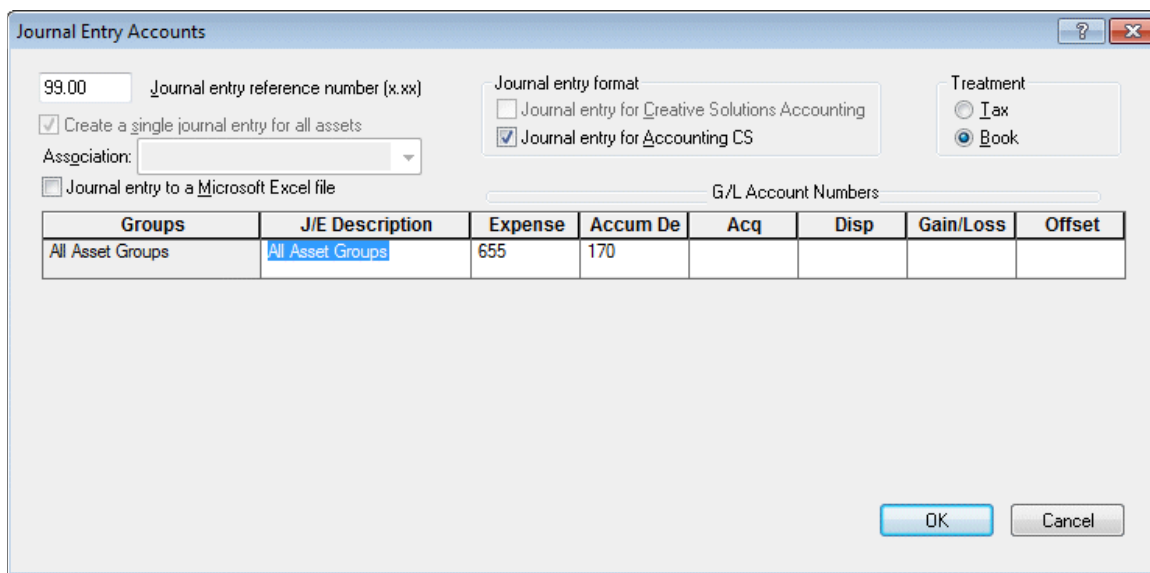 Journal Entry Accounts
99.00 Journal entry reference number (x.xx)
Create a single journal entry for all assets
Association:
Journal entry to a Microsoft Excel file
Journal entry format
Journal entry for Creative Solutions Accounting
Journal entry for Accounting CS
Treatment
Tax
Book
G/L Account Numbers
Groups J/E Description Expense Accum De Acq Disp Gain/Loss Offset
All Asset Groups All Asset Groups 655 170
OK Cancel